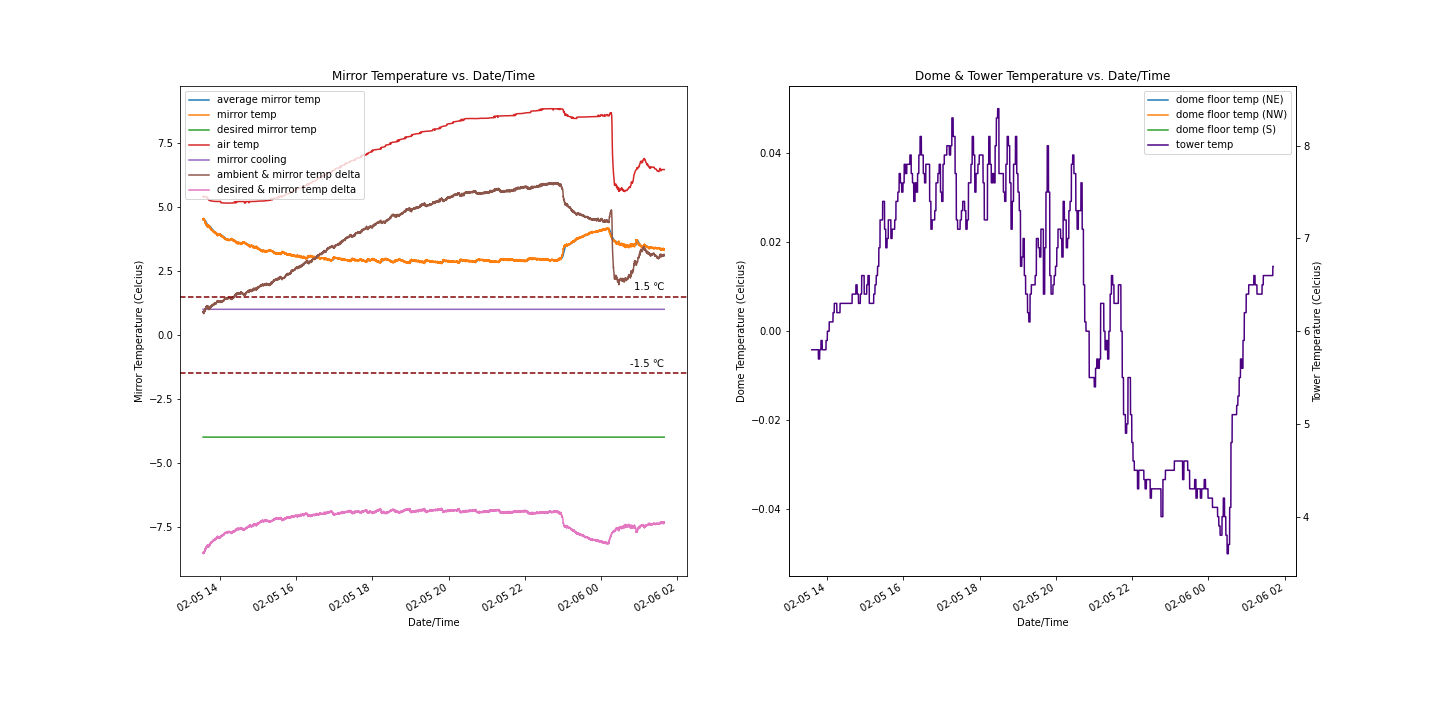 Mirror Temperature vs. Date/Time
average mirror temp
mirror temp
desired mirror temp
air temp
mirror cooling
ambient & mirror temp delta
desired & mirror temp delta
7.5
5.0
2.5
0.0
−2.5
−5.0
−7.5
Mirror Temperature (Celcius)
1.5 °C
-1.5 °C
02-05 14
02-05 16
02-05 18
02-05 20
02-05 22
02-06 00
02-06 02
Date/Time
Dome & Tower Temperature vs. Date/Time
dome floor temp (NE)
dome floor temp (NW)
dome floor temp (S)
tower temp
0.04
0.02
0.00
−0.02
−0.04
Dome Temperature (Celcius)
8
7
6
5
4
Tower Temperature (Celcius)
02-05 14
02-05 16
02-05 18
02-05 20
02-05 22
02-06 00
02-06 02
Date/Time